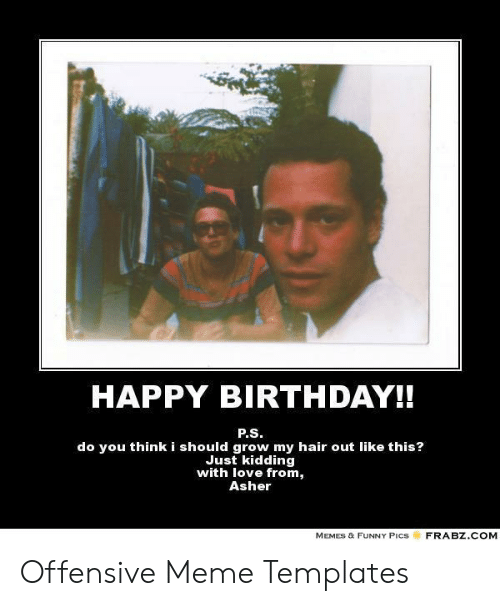 HAPPY BIRTHDAY!!
P.S.
do you think i should grow my hair out like this?
Just kidding
with love from,
Asher
MEMES & FUNNY PICS FRABZ.COM
Offensive Meme Templates